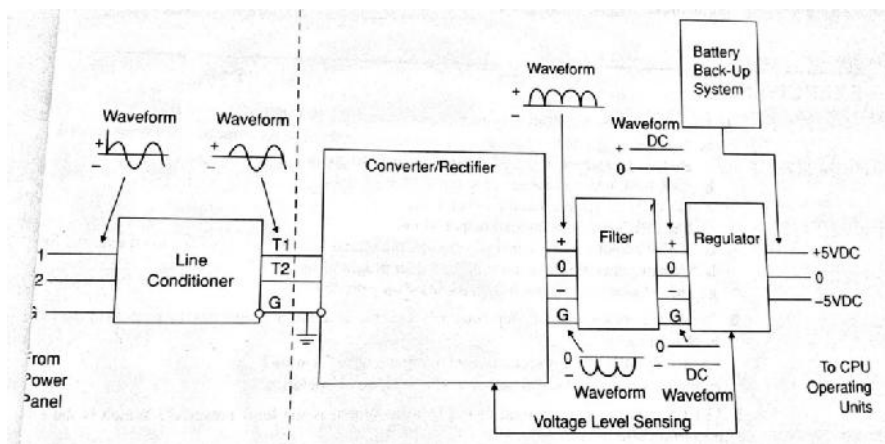 Battery
Back-Up
System
Waveform
+
−
Waveform
+
−
Waveform
+
−
Waveform
+ DC
0
Converter/Rectifier
Line
Conditioner
T1
T2
G
+
0
−
G
Filter
+
0
−
G
Regulator
+5VDC
0
−5VDC
1
2
G
From
Power
Panel
0
−
Waveform
0
−
DC
Waveform
To CPU
Operating
Units
Voltage Level Sensing